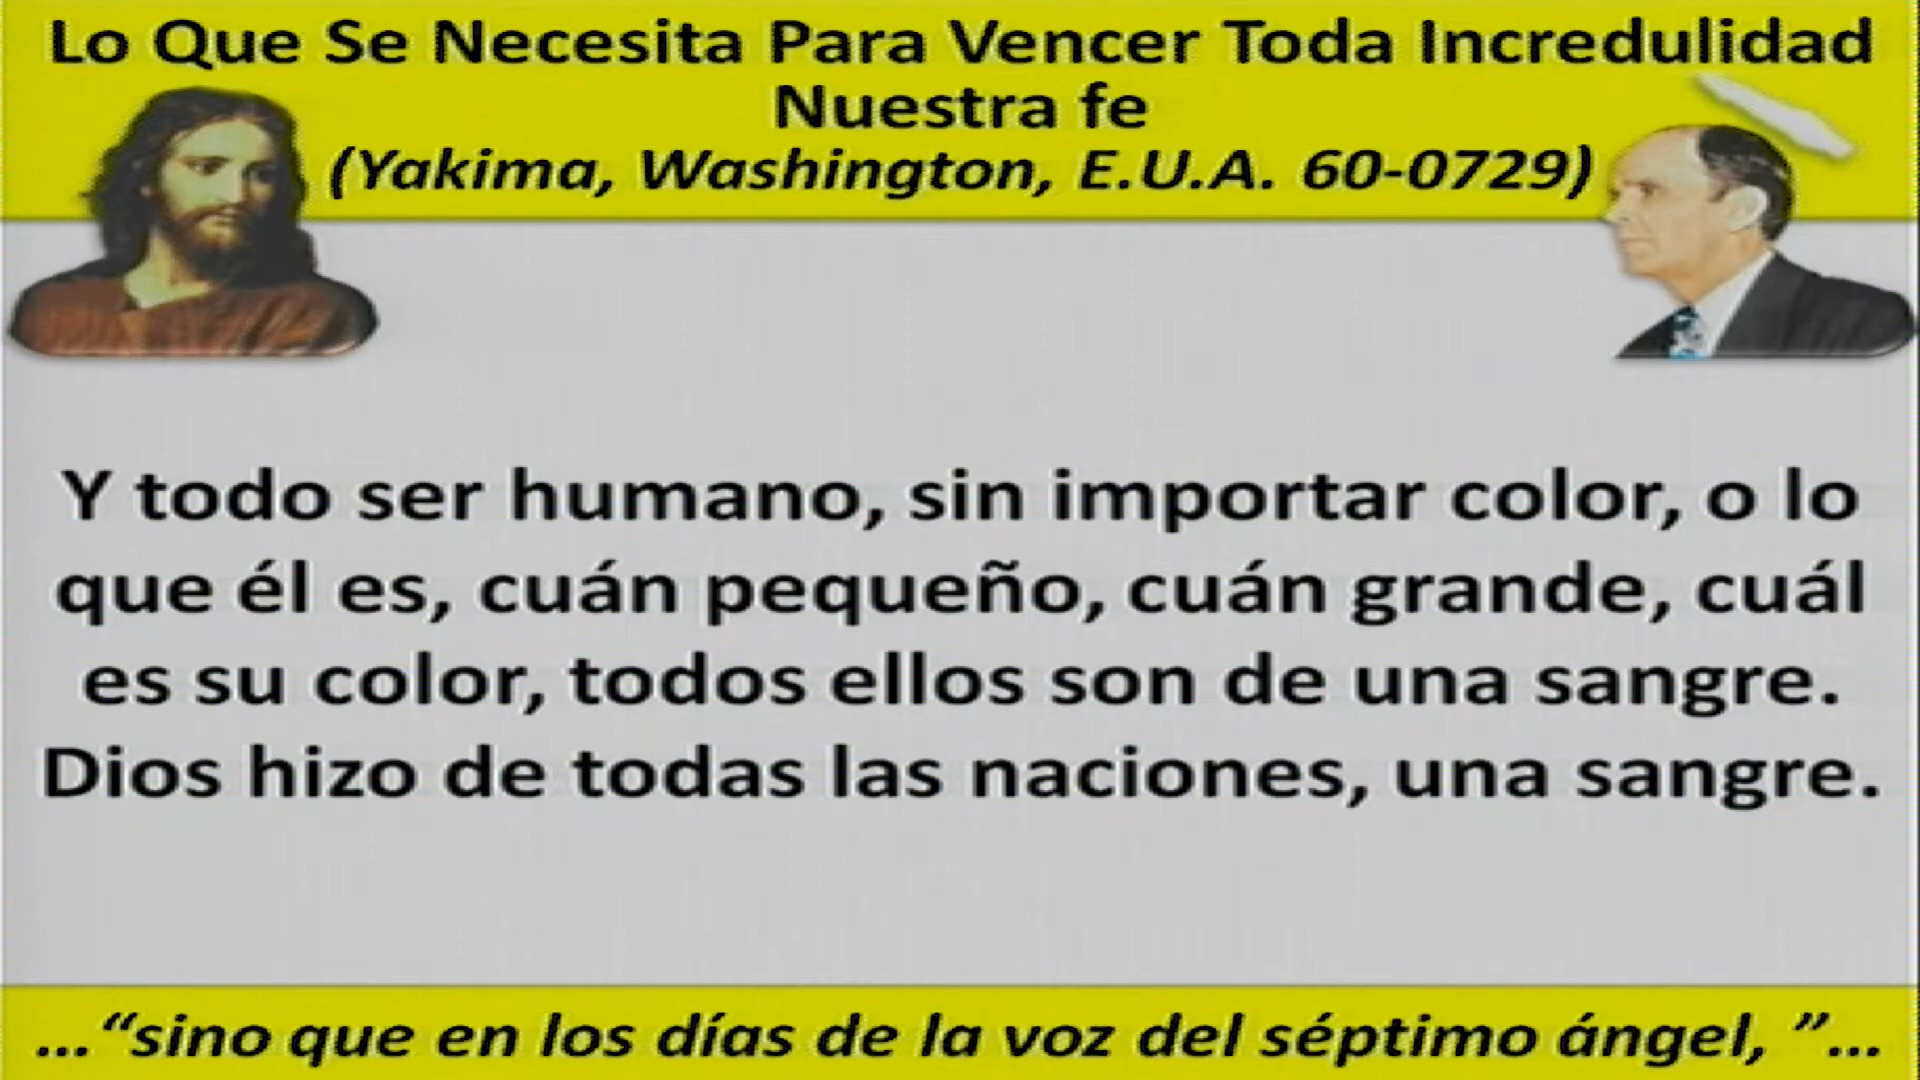 Lo Que Se Necesita Para Vencer Toda Incredulidad
Nuestra fe
(Yakima, Washington, E.U.A. 60-0729)
Y todo ser humano, sin importar color, o lo
que él es, cuán pequeño, cuán grande, cuál
es su color, todos ellos son de una sangre.
Dios hizo de todas las naciones, una sangre.
...“sino que en los días de la voz del séptimo ángel, ”...